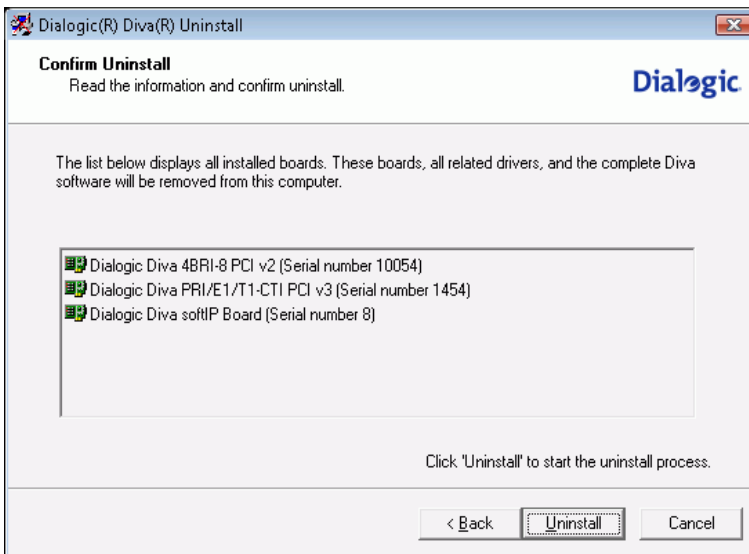 Dialogic(R) Diva(R) Uninstall
Confirm Uninstall
Read the information and confirm uninstall.
Dialogic
The list below displays all installed boards. These boards, all related drivers, and the complete Diva
software will be removed from this computer.
Dialogic Diva 4BRI-8 PCI v2 (Serial number 10054)
Dialogic Diva PRI/E1/T1-CTI PCI v3 (Serial number 1454)
Dialogic Diva softIP Board (Serial number 8)
Click 'Uninstall' to start the uninstall process.
< Back
Uninstall
Cancel